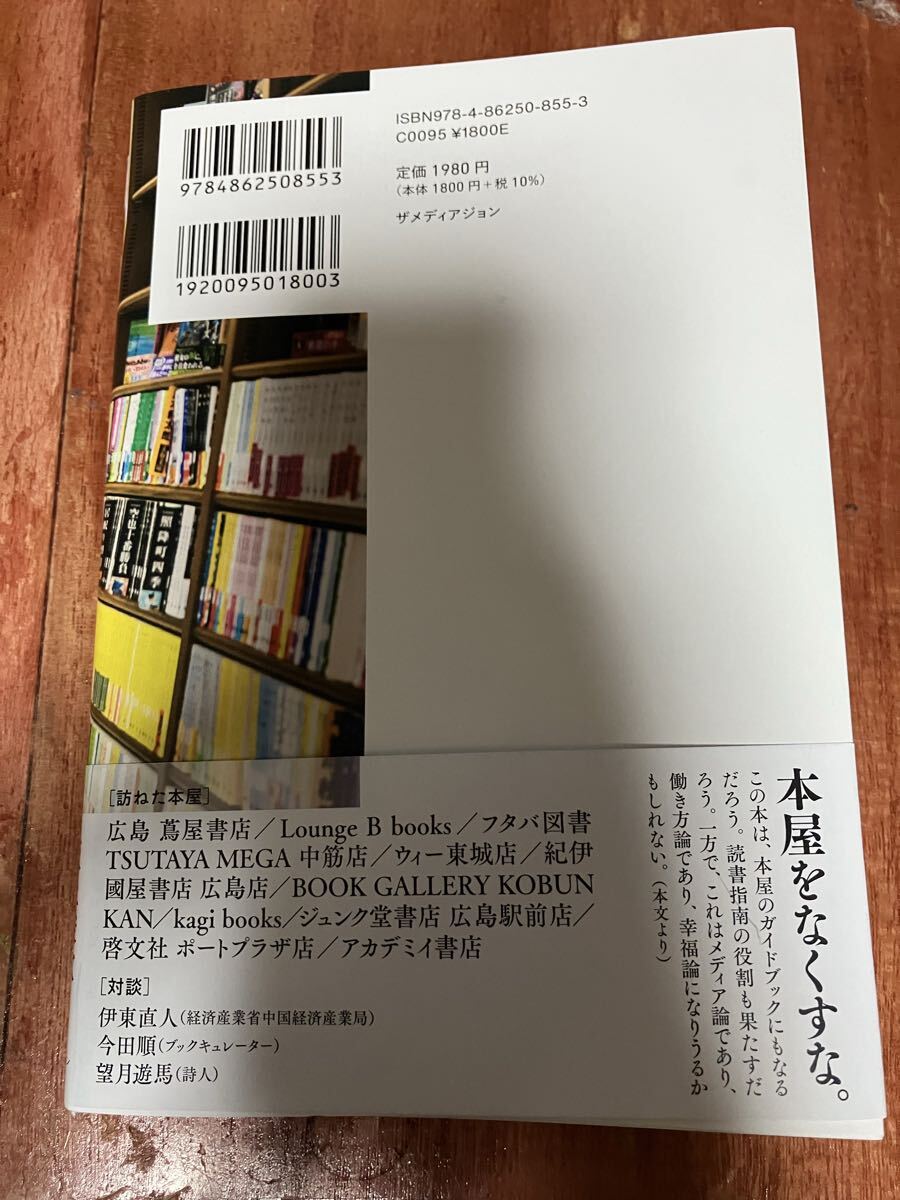 ISBN978-4-86250-855-3
C0095 ¥1800E
定価 1980 円
(本体 1800 円+税 10%)
ザメディアジョン
9784862508553
1920095018003
照降町四季
空也十番勝負
本屋をなくすな。
この本は、本屋のガイドブックにもなる
だろう。読書指南の役割も果たすだ
ろう。一方で、これはメディア論であり、
働き方論であり、幸福論になりうるか
もしれない。(本文より)
[訪ねた本屋]
広島 蔦屋書店/Lounge B books/フタバ図書
TSUTAYA MEGA 中筋店/ウィー東城店/紀伊
國屋書店 広島店/BOOK GALLERY KOBUN
KAN/kagi books/ジュンク堂書店 広島駅前店/
啓文社 ポートプラザ店/アカデミイ書店
[対談]
伊東直人(経済産業省中国経済産業局)
今田順(ブックキュレーター)
望月遊馬(詩人)